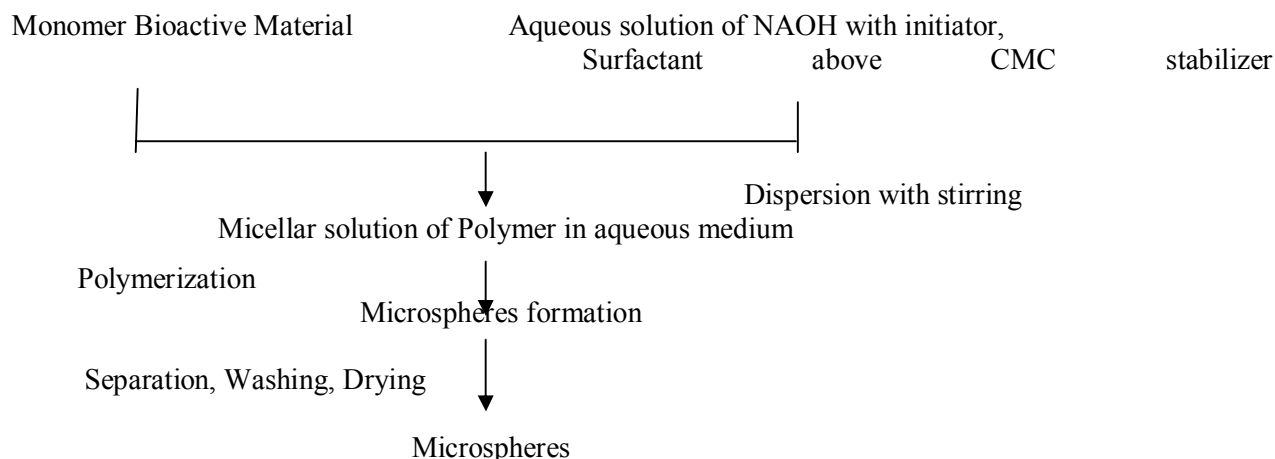 Monomer Bioactive Material Aqueous solution of NAOH with initiator,
Surfactant above CMC stabilizer
Dispersion with stirring
Micellar solution of Polymer in aqueous medium
Polymerization
Microspheres formation
Separation, Washing, Drying
Microspheres